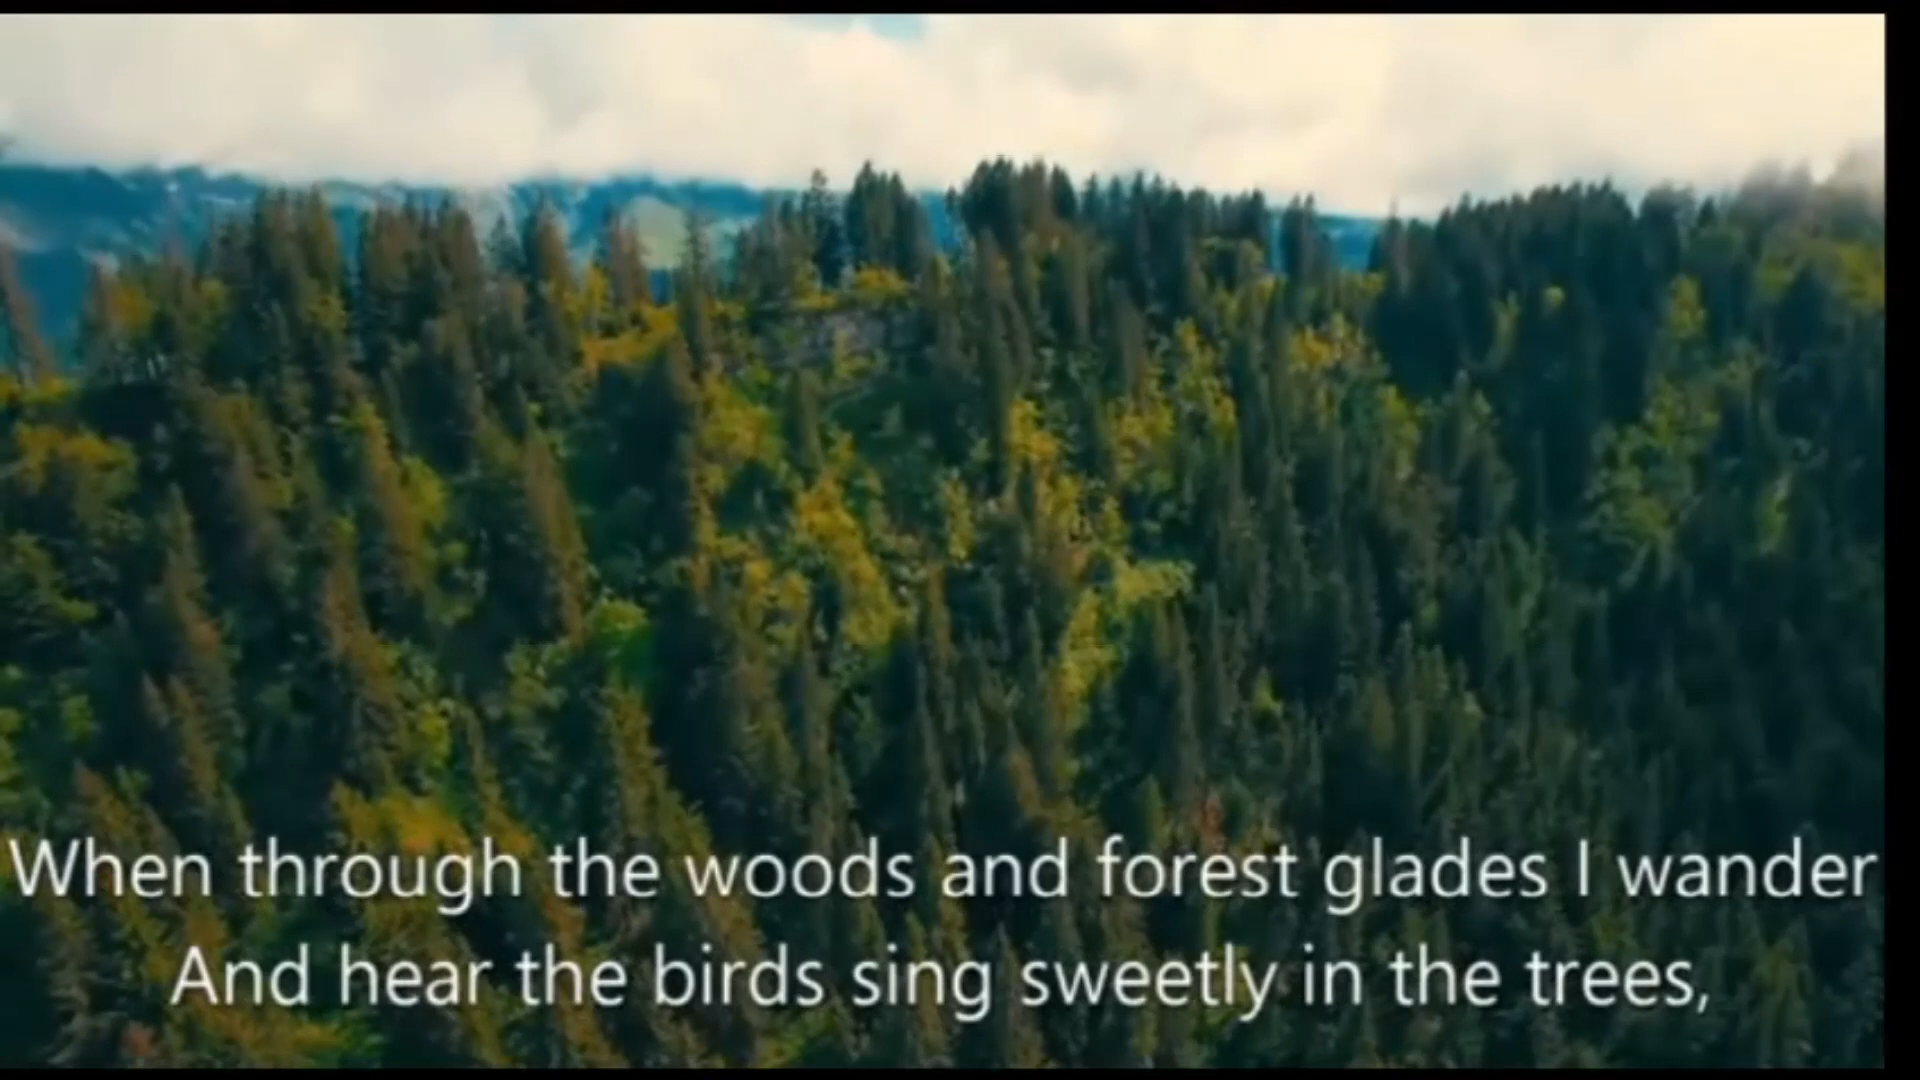 When through the woods and forest glades I wander
And hear the birds sing sweetly in the trees,